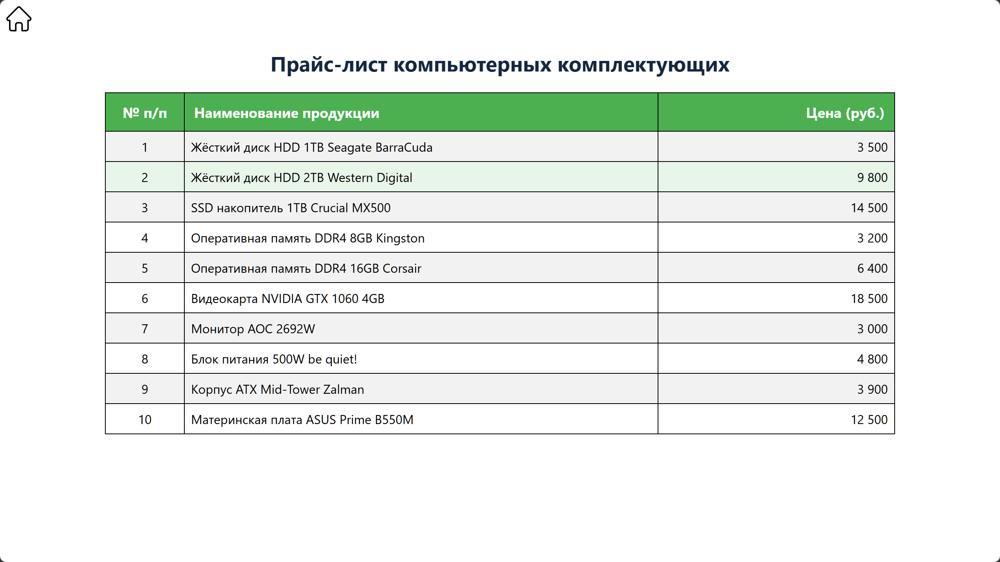 Прайс-лист компьютерных комплектующих
№ п/п Наименование продукции Цена (руб.)
1 Жёсткий диск HDD 1TB Seagate BarraCuda 3 500
2 Жёсткий диск HDD 2TB Western Digital 9 800
3 SSD накопитель 1TB Crucial MX500 14 500
4 Оперативная память DDR4 8GB Kingston 3 200
5 Оперативная память DDR4 16GB Corsair 6 400
6 Видеокарта NVIDIA GTX 1060 4GB 18 500
7 Монитор AOC 2692W 3 000
8 Блок питания 500W be quiet! 4 800
9 Корпус ATX Mid-Tower Zalman 3 900
10 Материнская плата ASUS Prime B550M 12 500